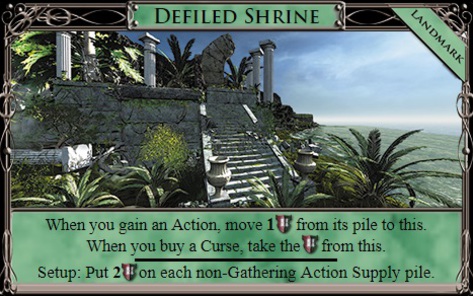 DEFILED SHRINE
LANDMARK
When you gain an Action, move 1 from its pile to this.
When you buy a Curse, take the from this.
Setup: Put 2 on each non-Gathering Action Supply pile.